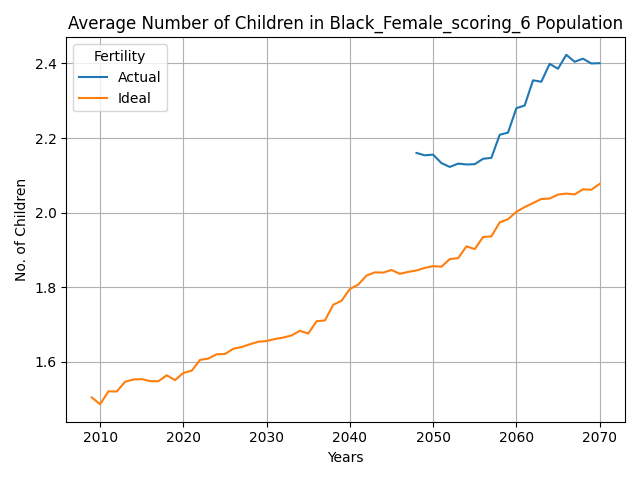 Average Number of Children in Black_Female_scoring_6 Population
Fertility
Actual
Ideal
No. of Children
2.4
2.2
2.0
1.8
1.6
2010 2020 2030 2040 2050 2060 2070
Years